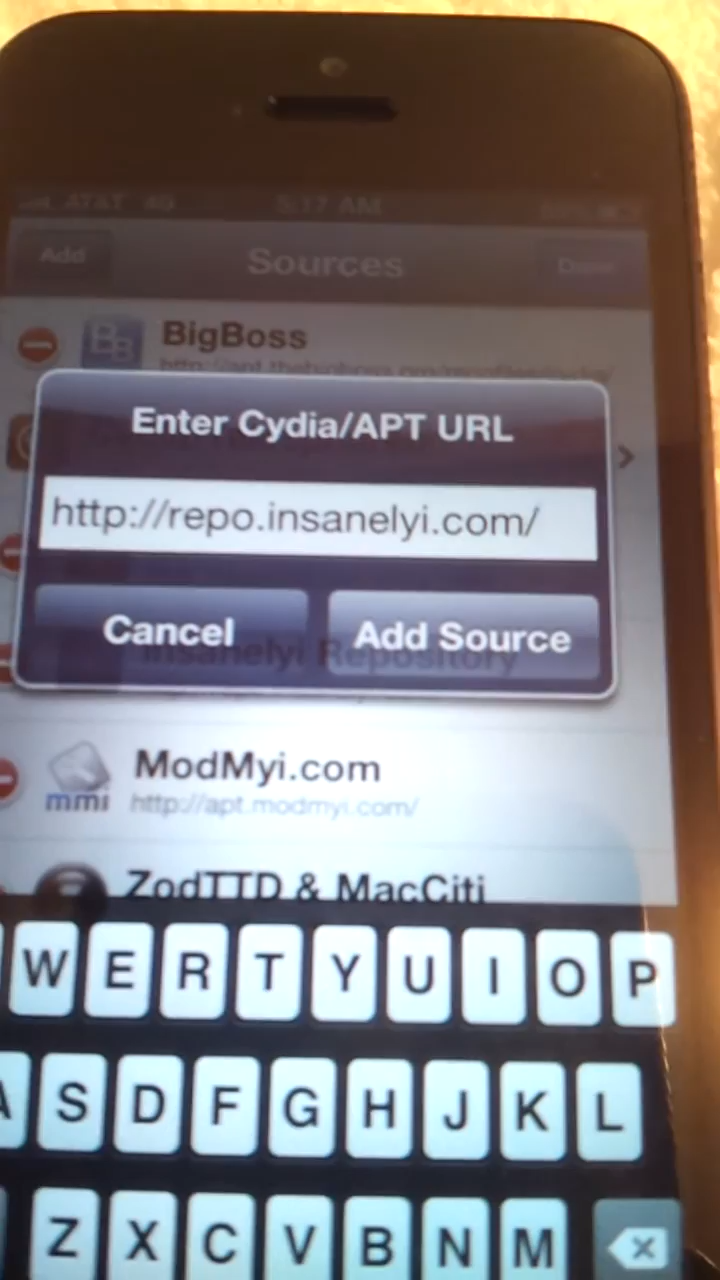 AT&T 4G 5:17 AM
Add Sources Done
BigBoss
Enter Cydia/APT URL
http://repo.insanelyi.com/
Cancel Add Source
Insanelyi Repository
ModMyi.com
mmi http://apt.modmyi.com/
ZodTTD & MacCiti
W E R T Y U I O P
A S D F G H J K L
Z X C V B N M